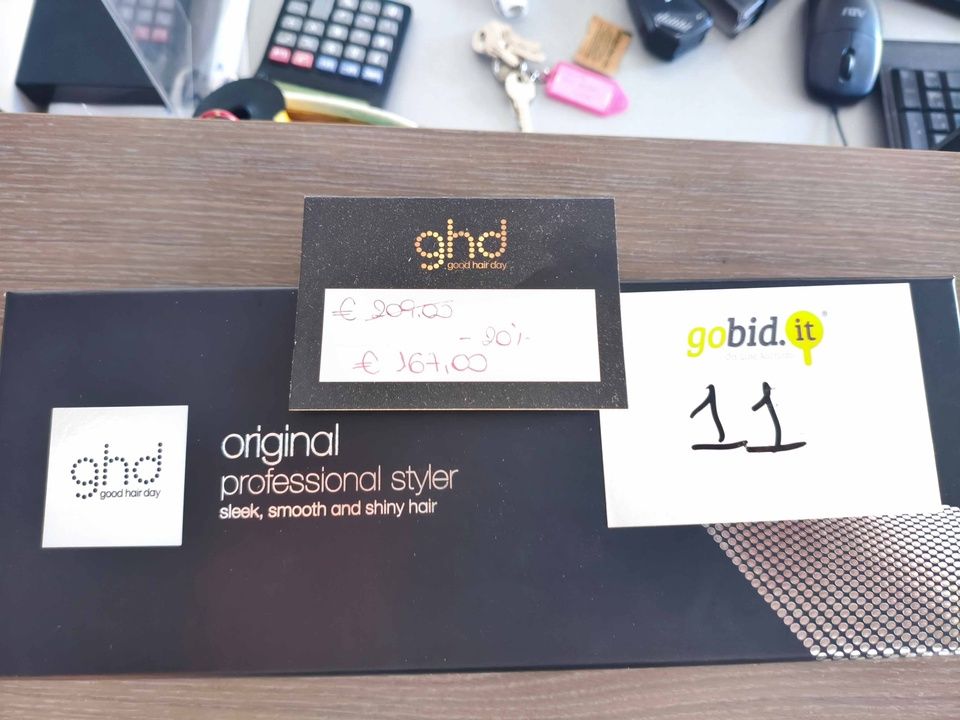 ghd
good hair day
€ 209.00
- 20%
€ 167,00
gobid.it
11
ghd
good hair day
original
professional styler
sleek, smooth and shiny hair